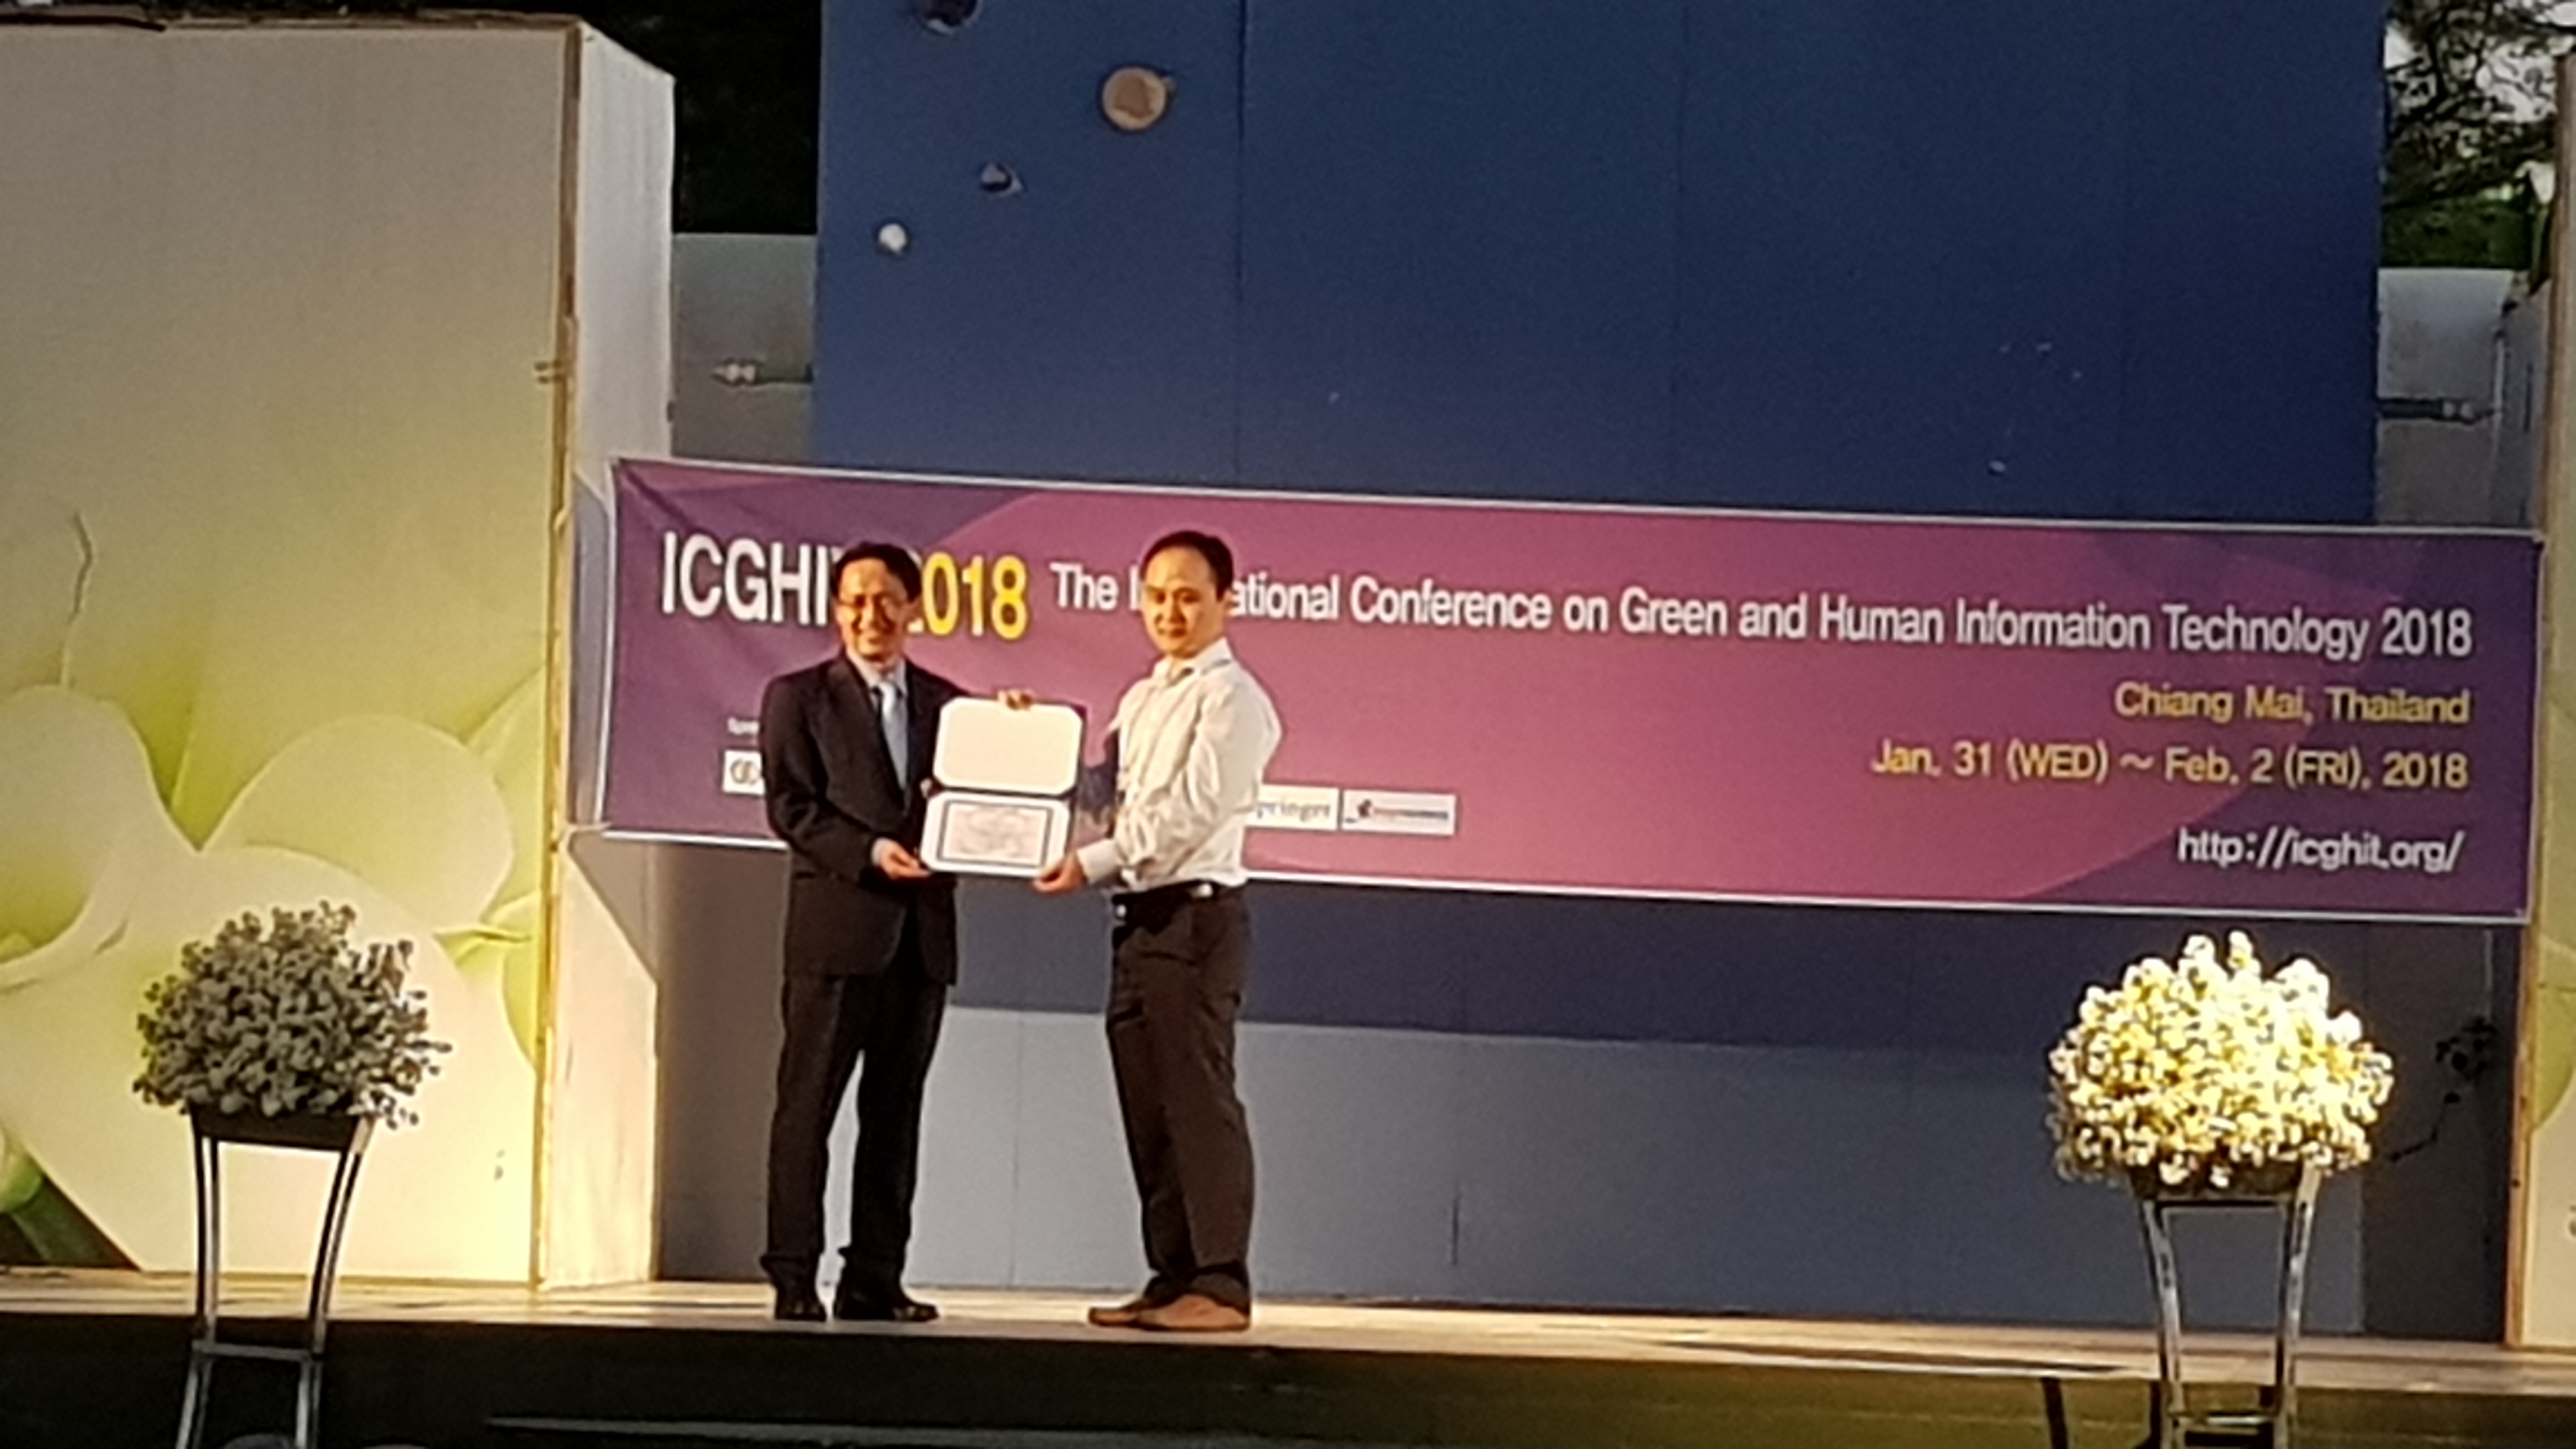 ICGHI 2018 The ational Conference on Green and Human Information Technology 2018
Chiang Mai, Thailand
Jan. 31 (WED) ~ Feb. 2 (FRI), 2018
pringer
http://icghit.org/